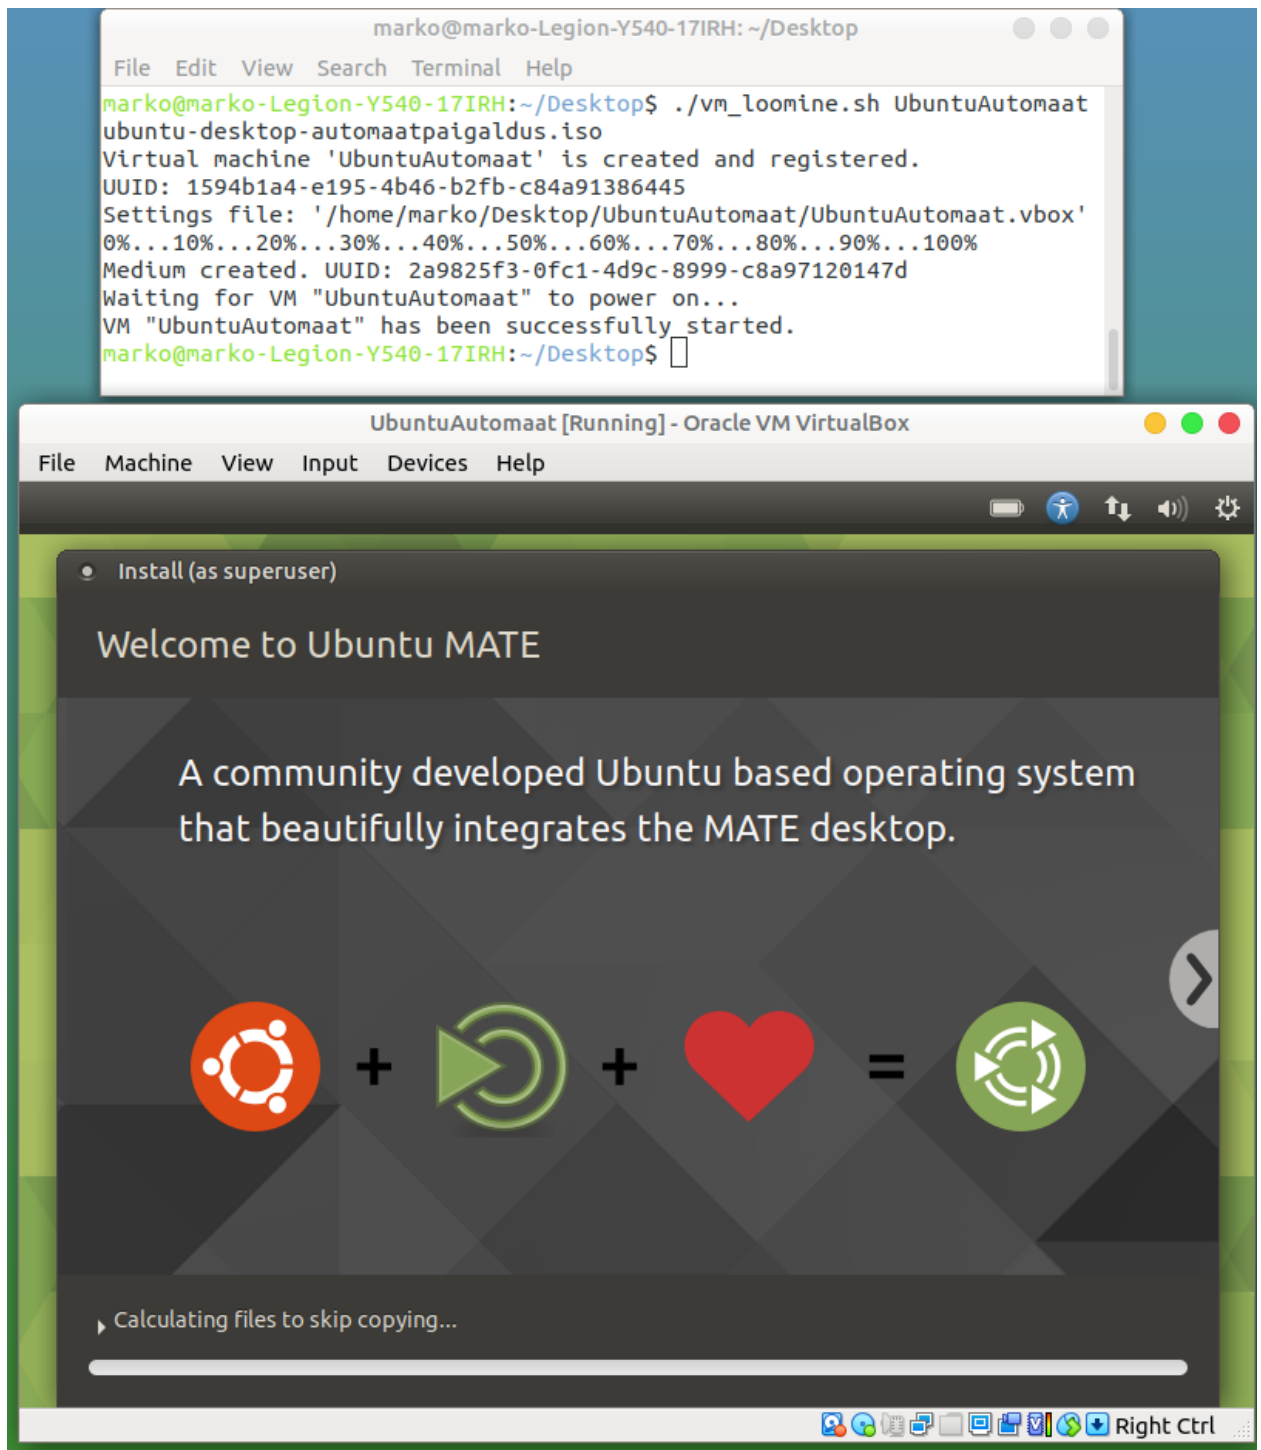 marko@marko-Legion-Y540-17IRH: ~/Desktop
File Edit View Search Terminal Help
marko@marko-Legion-Y540-17IRH:~/Desktop$ ./vm_loomine.sh UbuntuAutomaat
ubuntu-desktop-automaatpaigaldus.iso
Virtual machine 'UbuntuAutomaat' is created and registered.
UUID: 1594b1a4-e195-4b46-b2fb-c84a91386445
Settings file: '/home/marko/Desktop/UbuntuAutomaat/UbuntuAutomaat.vbox'
0%...10%...20%...30%...40%...50%...60%...70%...80%...90%...100%
Medium created. UUID: 2a9825f3-0fc1-4d9c-8999-c8a97120147d
Waiting for VM "UbuntuAutomaat" to power on...
VM "UbuntuAutomaat" has been successfully started.
marko@marko-Legion-Y540-17IRH:~/Desktop$
UbuntuAutomaat [Running] - Oracle VM VirtualBox
File Machine View Input Devices Help
Install (as superuser)
Welcome to Ubuntu MATE
A community developed Ubuntu based operating system
that beautifully integrates the MATE desktop.
+ + =
Calculating files to skip copying...
Right Ctrl